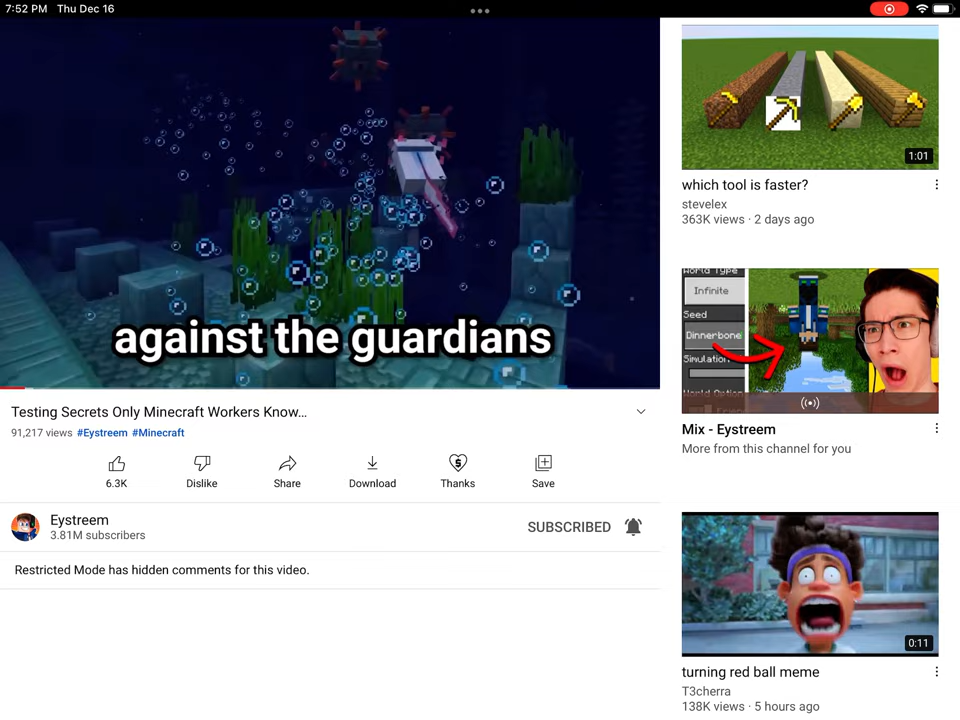 7:52 PM Thu Dec 16
against the guardians
Testing Secrets Only Minecraft Workers Know...
91,217 views #Eystreem #Minecraft
6.3K
Dislike
Share
Download
Thanks
Save
Eystreem
3.81M subscribers
SUBSCRIBED
Restricted Mode has hidden comments for this video.
1:01
which tool is faster?
stevelex
363K views · 2 days ago
World Type
Infinite
Seed
Dinnerbone
Simulation
World Options
Mix - Eystreem
More from this channel for you
0:11
turning red ball meme
T3cherra
138K views · 5 hours ago